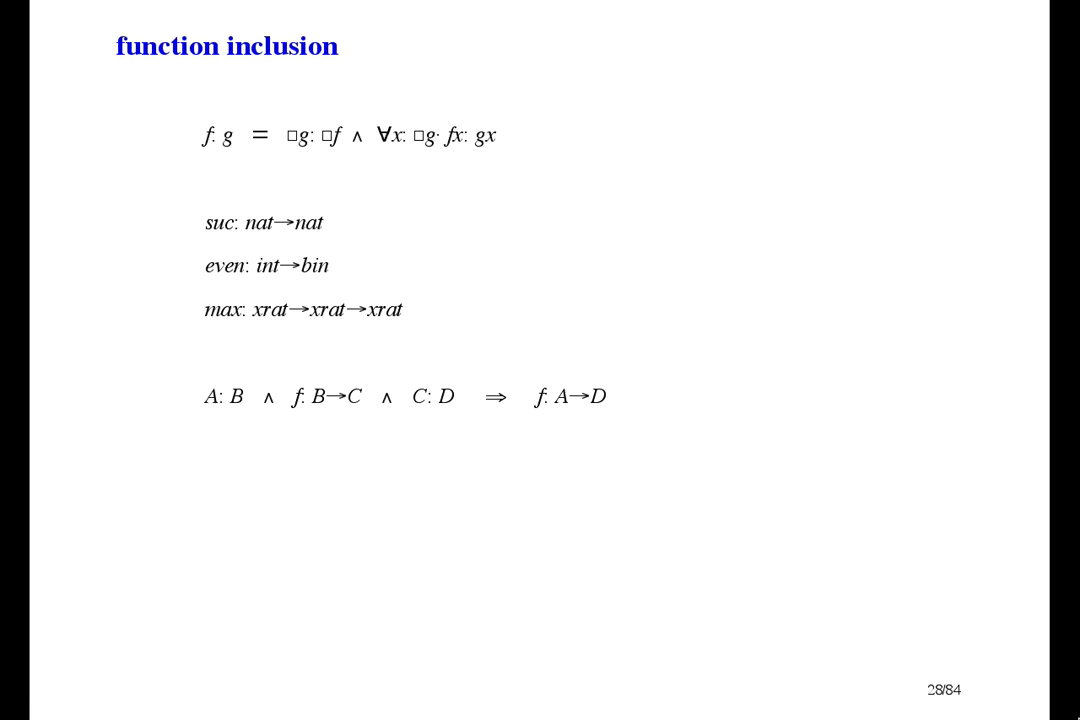 function inclusion
f: g = □g: □f ∧ ∀x: □g· fx: gx
suc: nat→nat
even: int→bin
max: xrat→xrat→xrat
A: B ∧ f: B→C ∧ C: D ⇒ f: A→D
28/84